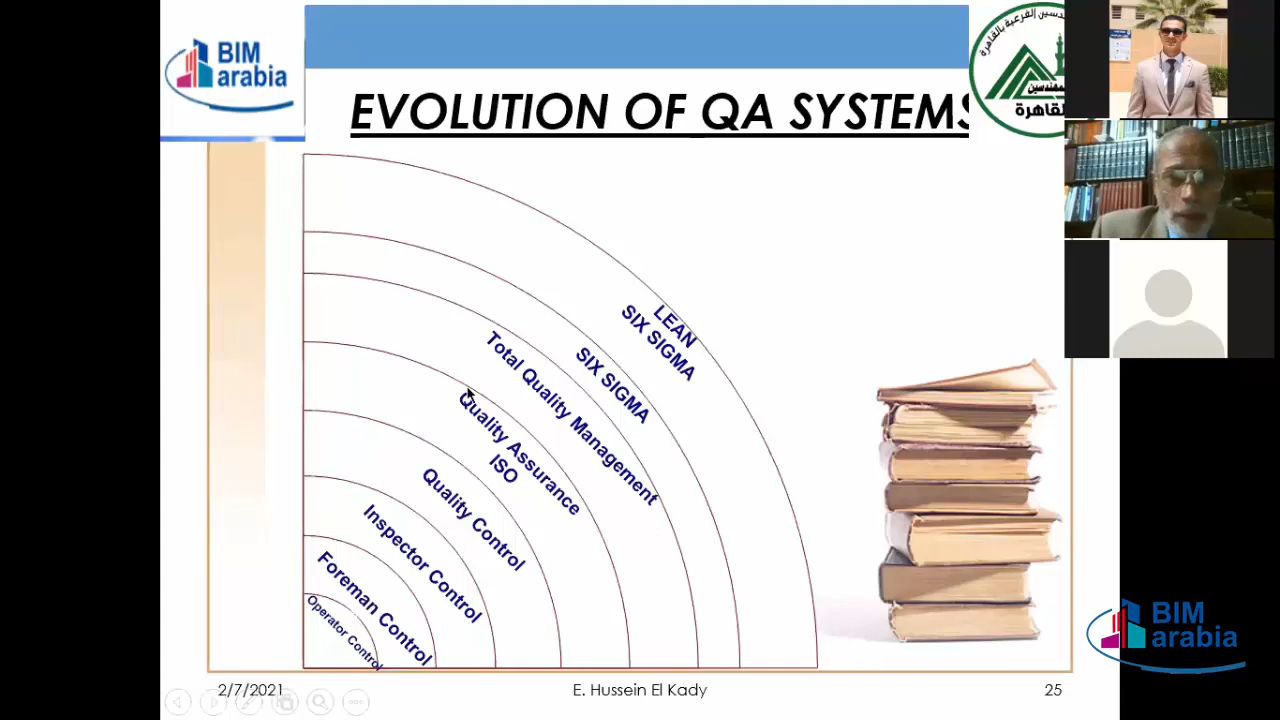 BIM
arabia
EVOLUTION OF QA SYSTEMS
القاهرة
LEAN
SIX SIGMA
SIX SIGMA
Total Quality Management
Quality Assurance
ISO
Quality Control
Inspector Control
Foreman Control
Operator Control
2/7/2021
E. Hussein El Kady
25
BIM
arabia